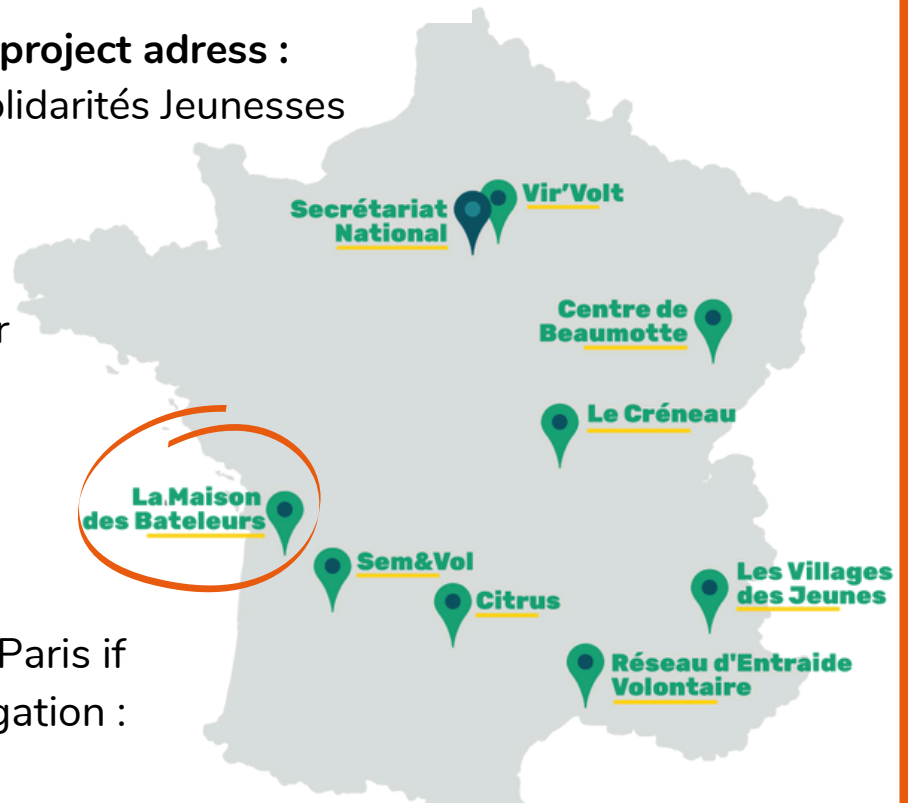 project adress :
olidarités Jeunesses
Vir'Volt
Secrétariat
National
Centre de
Beaumotte
r
Le Créneau
La Maison
des Bateleurs
Sem&Vol
Citrus
Les Villages
des Jeunes
Paris if
Réseau d'Entraide
Volontaire
gation :